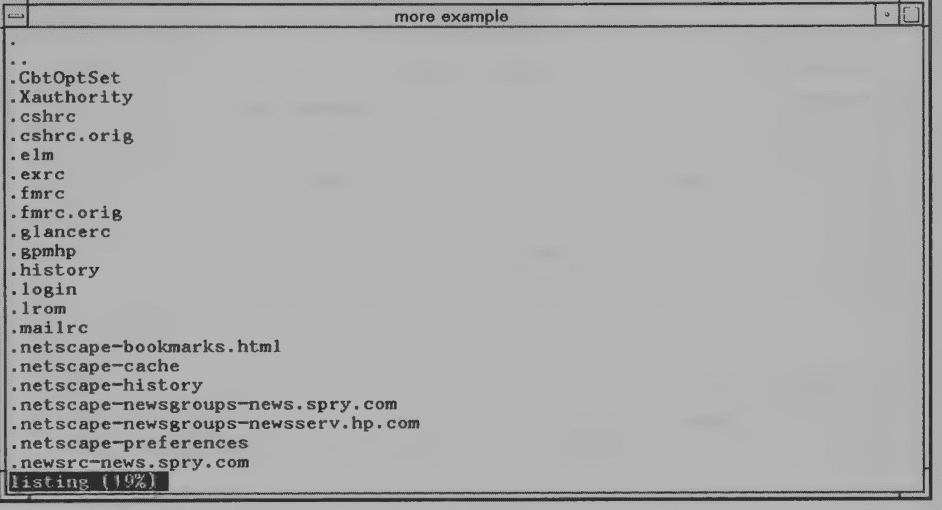 more example
.
..
.CbtOptSet
.Xauthority
.cshrc
.cshrc.orig
.elm
.exrc
.fmrc
.fmrc.orig
.glancerc
.gpmhp
.history
.login
.lrom
.mailrc
.netscape-bookmarks.html
.netscape-cache
.netscape-history
.netscape-newsgroups-news.spry.com
.netscape-newsgroups-newsserv.hp.com
.netscape-preferences
.newsrc-news.spry.com
listing (19%)